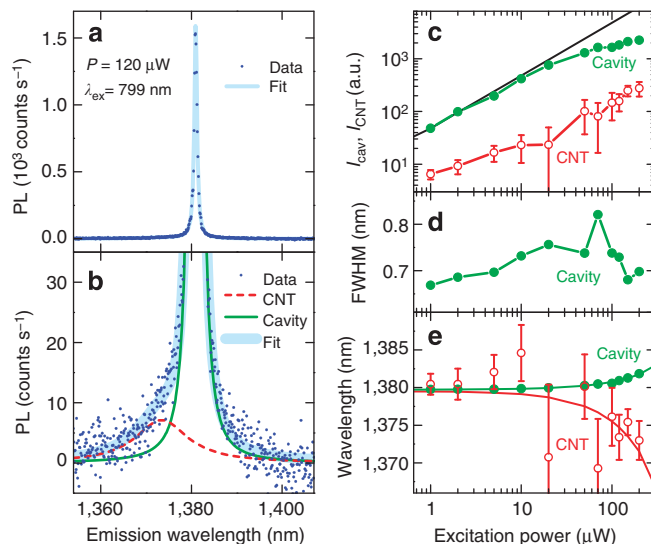 a
P = 120 μW
λex = 799 nm
Data
Fit
PL (10³ counts s⁻¹)
1.5
1.0
0.5
0.0
b
Data
CNT
Cavity
Fit
PL (counts s⁻¹)
30
20
10
0
1,360
1,380
1,400
Emission wavelength (nm)
c
Cavity
CNT
Icav, ICNT (a.u.)
10³
10²
10¹
d
Cavity
FWHM (nm)
0.8
0.7
e
Cavity
CNT
Wavelength (nm)
1,385
1,380
1,375
1,370
1
10
100
Excitation power (μW)